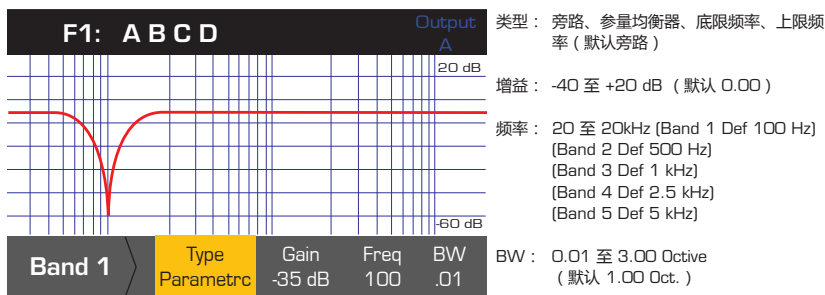 F1: A B C D
Output
A
20 dB
-60 dB
Band 1
Type
Parametrc
Gain
-35 dB
Freq
100
BW
.01
类型： 旁路、参量均衡器、底限频率、上限频
率 ( 默认旁路 )
增益： -40 至 +20 dB ( 默认 0.00 )
频率： 20 至 20kHz (Band 1 Def 100 Hz)
(Band 2 Def 500 Hz)
(Band 3 Def 1 kHz)
(Band 4 Def 2.5 kHz)
(Band 5 Def 5 kHz)
BW： 0.01 至 3.00 Octive
( 默认 1.00 Oct. )